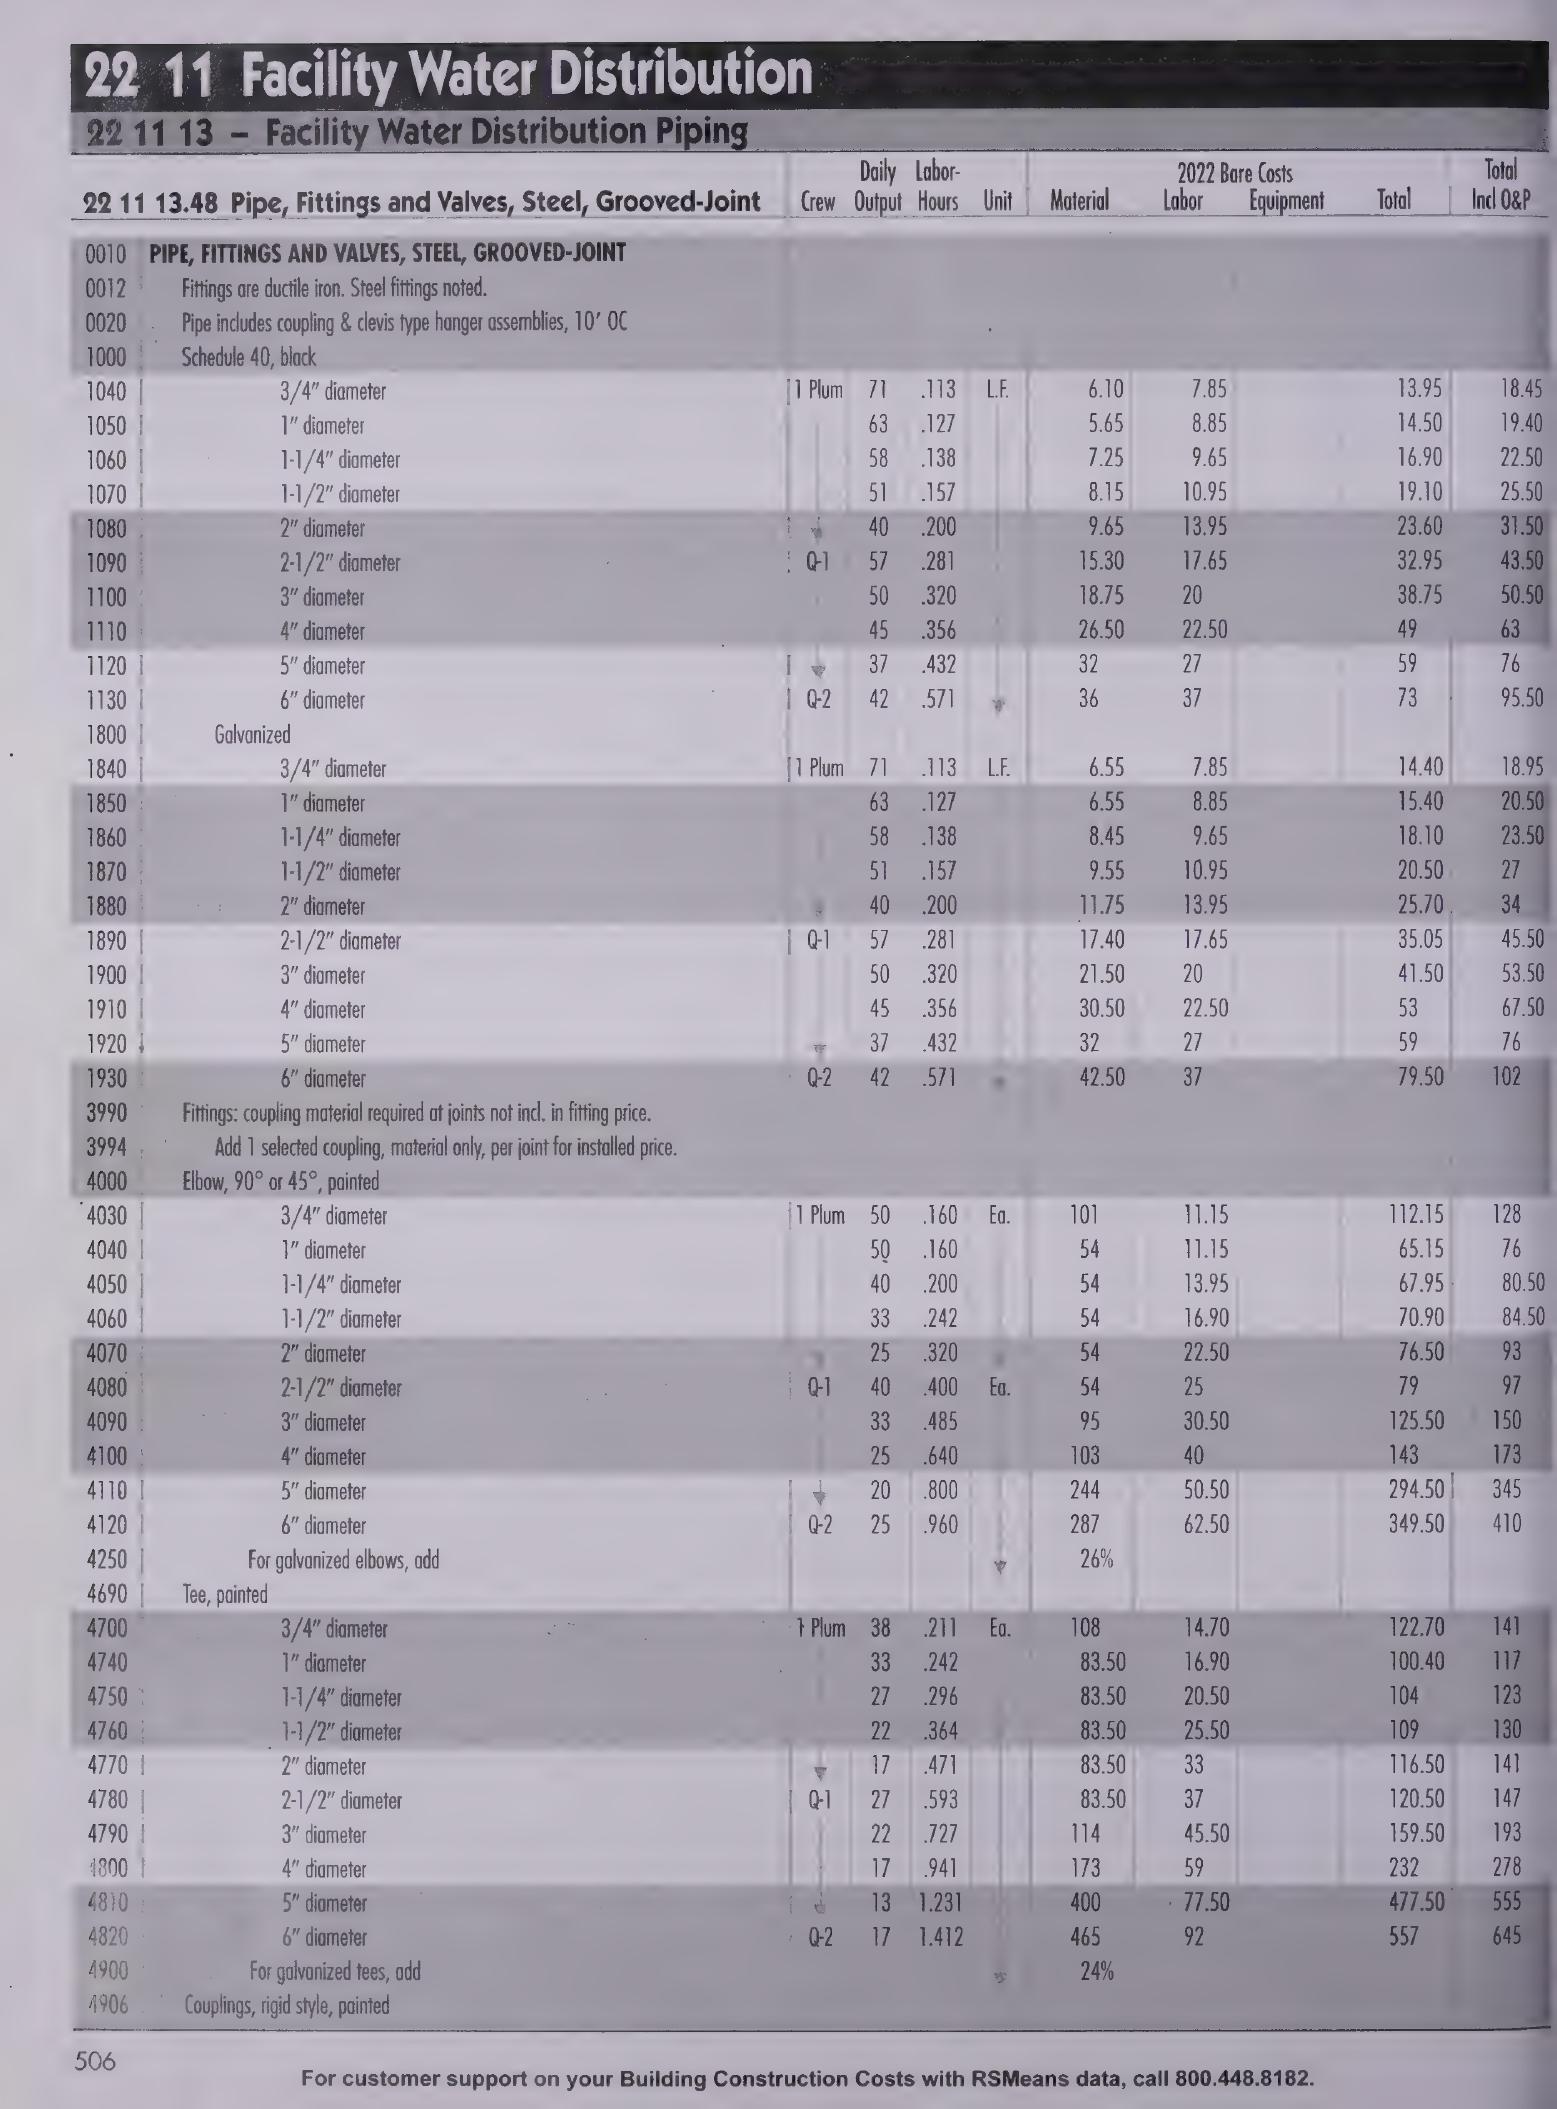 22 11 Facility Water Distribution
22 11 13 – Facility Water Distribution Piping
22 11 13.48 Pipe, Fittings and Valves, Steel, Grooved-Joint Crew Daily Output Labor-Hours Unit Material 2022 Bare Costs Labor Equipment Total Total Incl O&P
0010 PIPE, FITTINGS AND VALVES, STEEL, GROOVED-JOINT
0012 Fittings are ductile iron. Steel fittings noted.
0020 Pipe includes coupling & clevis type hanger assemblies, 10' OC
1000 Schedule 40, black
1040 3/4" diameter 1 Plum 71 .113 L.F. 6.10 7.85 13.95 18.45
1050 1" diameter 63 .127 5.65 8.85 14.50 19.40
1060 1-1/4" diameter 58 .138 7.25 9.65 16.90 22.50
1070 1-1/2" diameter 51 .157 8.15 10.95 19.10 25.50
1080 2" diameter 40 .200 9.65 13.95 23.60 31.50
1090 2-1/2" diameter Q-1 57 .281 15.30 17.65 32.95 43.50
1100 3" diameter 50 .320 18.75 20 38.75 50.50
1110 4" diameter 45 .356 26.50 22.50 49 63
1120 5" diameter 37 .432 32 27 59 76
1130 6" diameter Q-2 42 .571 36 37 73 95.50
1800 Galvanized
1840 3/4" diameter 1 Plum 71 .113 L.F. 6.55 7.85 14.40 18.95
1850 1" diameter 63 .127 6.55 8.85 15.40 20.50
1860 1-1/4" diameter 58 .138 8.45 9.65 18.10 23.50
1870 1-1/2" diameter 51 .157 9.55 10.95 20.50 27
1880 2" diameter 40 .200 11.75 13.95 25.70 34
1890 2-1/2" diameter Q-1 57 .281 17.40 17.65 35.05 45.50
1900 3" diameter 50 .320 21.50 20 41.50 53.50
1910 4" diameter 45 .356 30.50 22.50 53 67.50
1920 5" diameter 37 .432 32 27 59 76
1930 6" diameter Q-2 42 .571 42.50 37 79.50 102
3990 Fittings: coupling material required at joints not incl. in fitting price.
3994 Add 1 selected coupling, material only, per joint for installed price.
4000 Elbow, 90° or 45°, painted
4030 3/4" diameter 1 Plum 50 .160 Ea. 101 11.15 112.15 128
4040 1" diameter 50 .160 54 11.15 65.15 76
4050 1-1/4" diameter 40 .200 54 13.95 67.95 80.50
4060 1-1/2" diameter 33 .242 54 16.90 70.90 84.50
4070 2" diameter 25 .320 54 22.50 76.50 93
4080 2-1/2" diameter Q-1 40 .400 Ea. 54 25 79 97
4090 3" diameter 33 .485 95 30.50 125.50 150
4100 4" diameter 25 .640 103 40 143 173
4110 5" diameter 20 .800 244 50.50 294.50 345
4120 6" diameter Q-2 25 .960 287 62.50 349.50 410
4250 For galvanized elbows, add 26%
4690 Tee, painted
4700 3/4" diameter 1 Plum 38 .211 Ea. 108 14.70 122.70 141
4740 1" diameter 33 .242 83.50 16.90 100.40 117
4750 1-1/4" diameter 27 .296 83.50 20.50 104 123
4760 1-1/2" diameter 22 .364 83.50 25.50 109 130
4770 2" diameter 17 .471 83.50 33 116.50 141
4780 2-1/2" diameter Q-1 27 .593 83.50 37 120.50 147
4790 3" diameter 22 .727 114 45.50 159.50 193
4800 4" diameter 17 .941 173 59 232 278
4810 5" diameter 13 1.231 400 77.50 477.50 555
4820 6" diameter Q-2 17 1.412 465 92 557 645
4900 For galvanized tees, add 24%
4906 Couplings, rigid style, painted
506
For customer support on your Building Construction Costs with RSMeans data, call 800.448.8182.